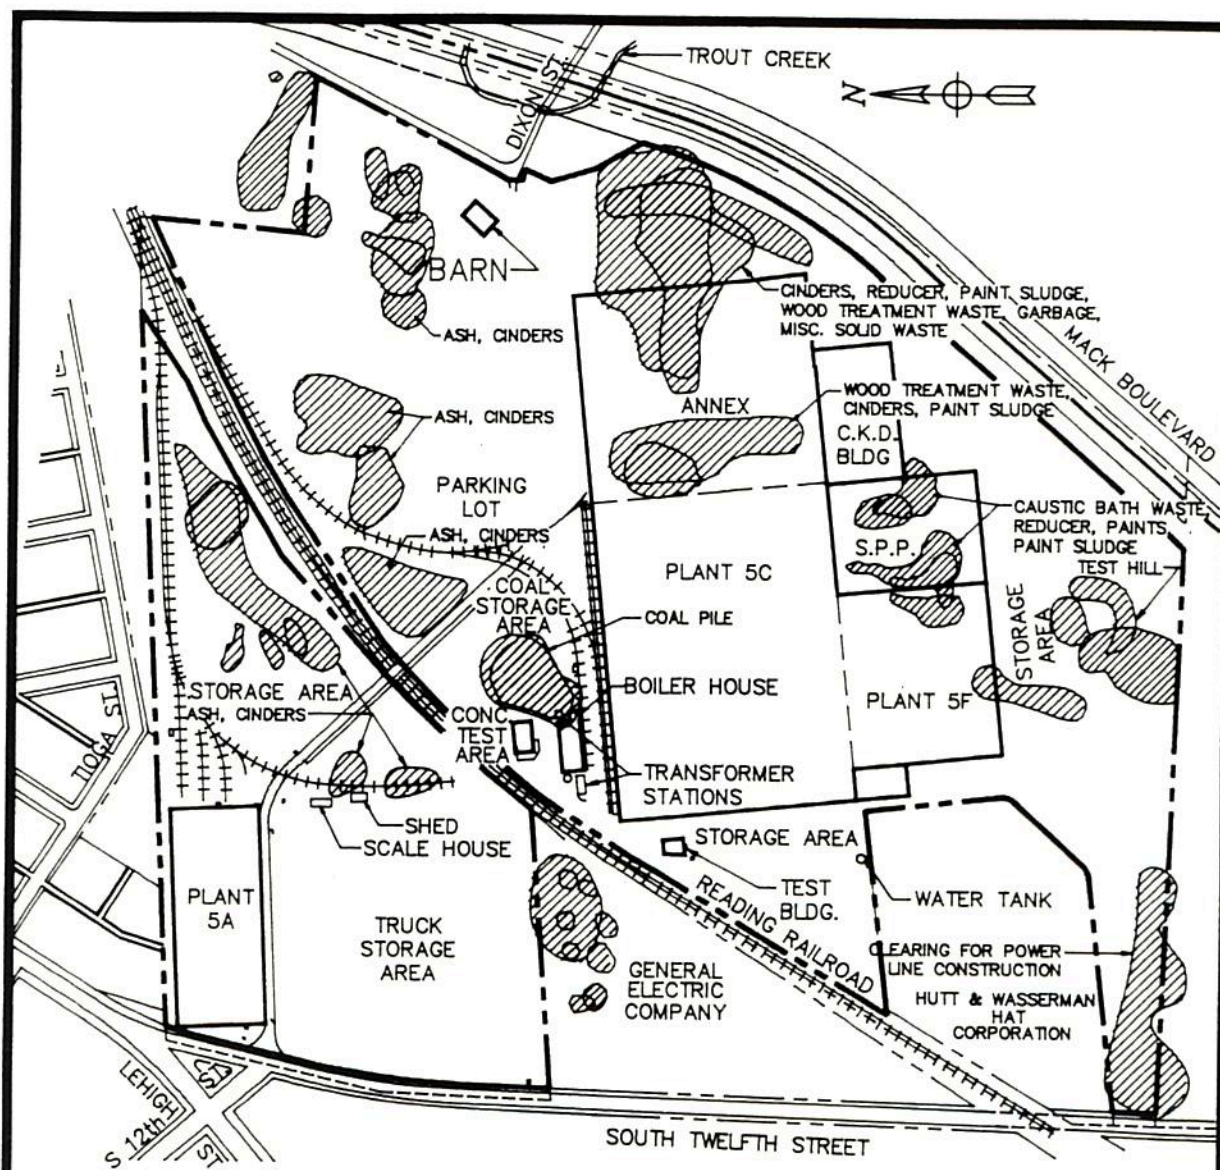 TROUT CREEK
N
DIXON ST.
BARN
CINDERS, REDUCER, PAINT SLUDGE,
WOOD TREATMENT WASTE, GARBAGE,
MISC. SOLID WASTE
MACK BOULEVARD
ASH, CINDERS
ANNEX
WOOD TREATMENT WASTE,
CINDERS, PAINT SLUDGE
C.K.D.
BLDG
ASH, CINDERS
PARKING
LOT
ASH, CINDERS
CAUSTIC BATH WASTE,
REDUCER, PAINTS,
PAINT SLUDGE
TEST HILL
S.P.P.
PLANT 5C
COAL
STORAGE
AREA
COAL PILE
STORAGE
AREA
BOILER HOUSE
PLANT 5F
STORAGE AREA
ASH, CINDERS
CONC
TEST
AREA
TIOGA ST
TRANSFORMER
STATIONS
SHED
SCALE HOUSE
STORAGE AREA
PLANT
5A
TEST
BLDG.
WATER TANK
READING RAILROAD
TRUCK
STORAGE
AREA
CLEARING FOR POWER
LINE CONSTRUCTION
GENERAL
ELECTRIC
COMPANY
HUTT & WASSERMAN
HAT
CORPORATION
LEHIGH
ST.
S 12th
ST
SOUTH TWELFTH STREET